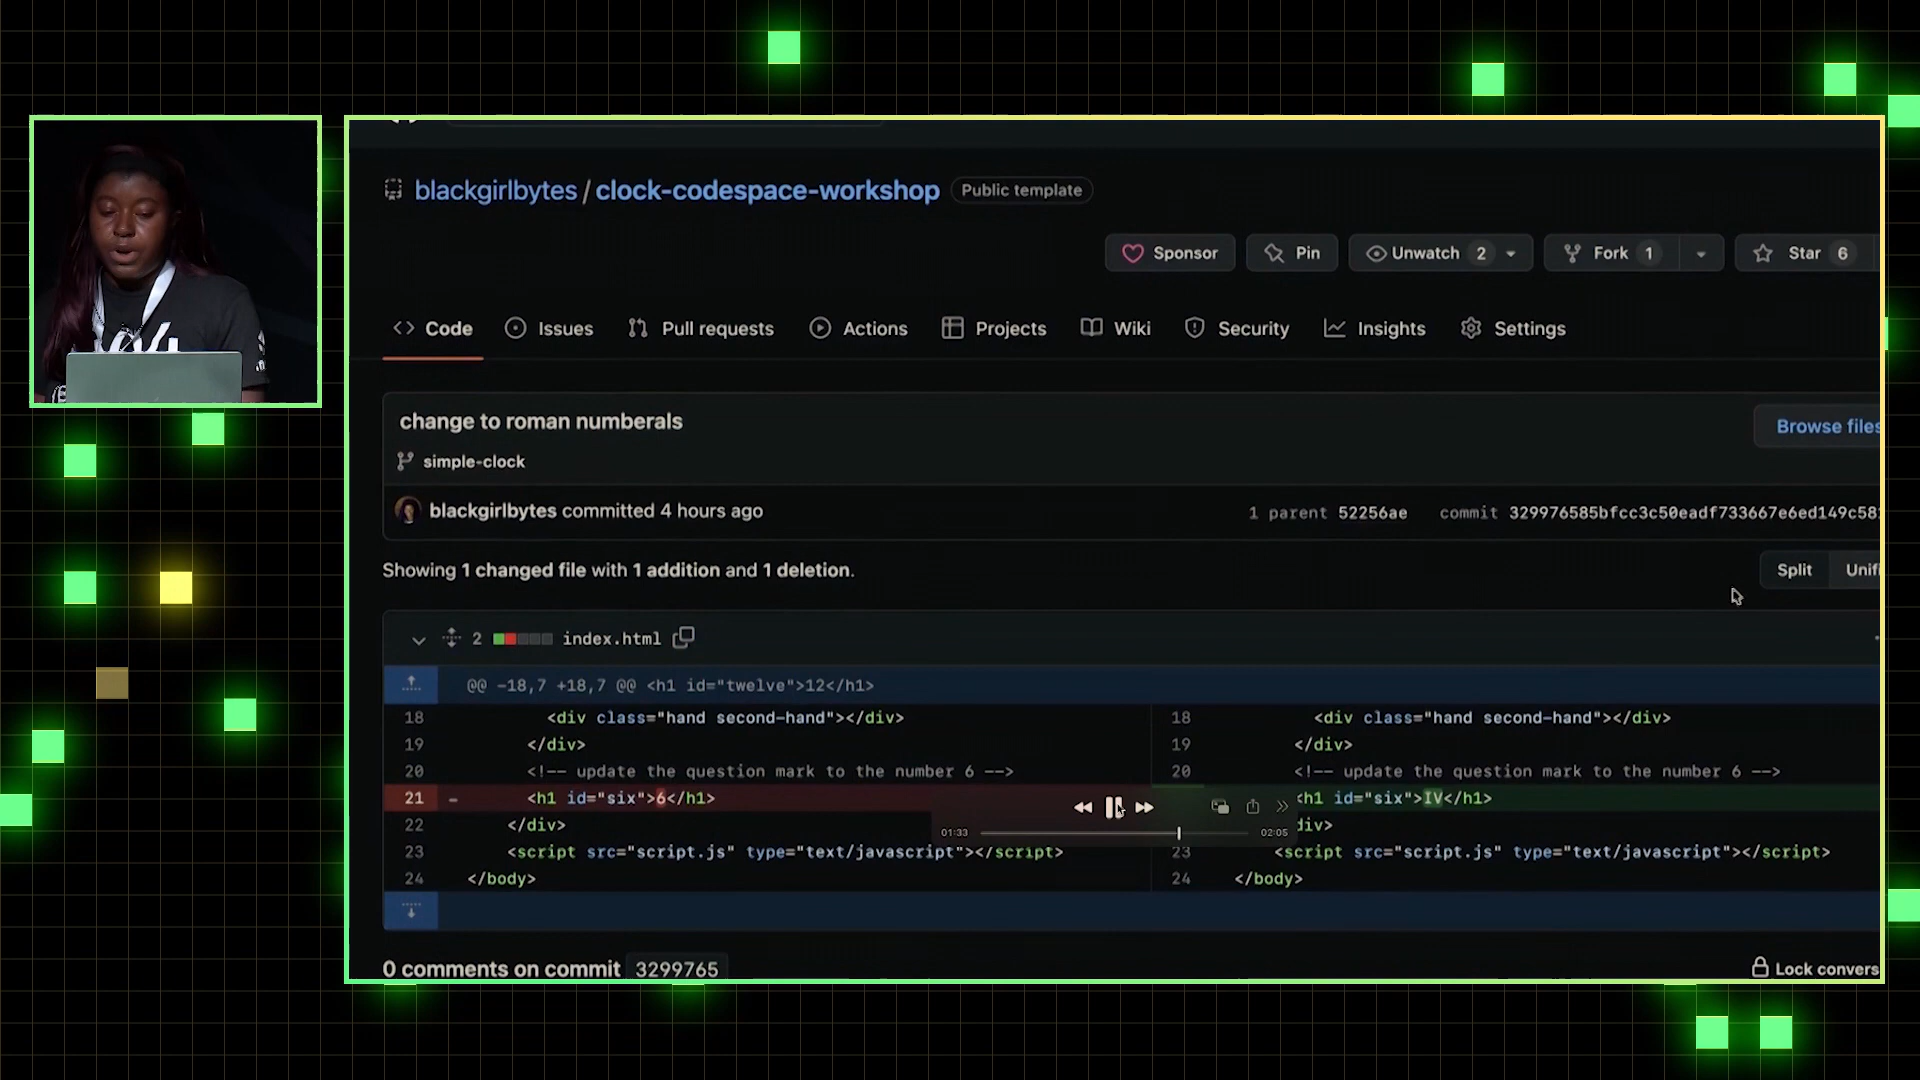 blackgirlbytes / clock-codespace-workshop Public template
Sponsor Pin Unwatch 2 Fork 1 Star 6
Code Issues Pull requests Actions Projects Wiki Security Insights Settings
change to roman numberals
Browse files
simple-clock
blackgirlbytes committed 4 hours ago
1 parent 52256ae commit 329976585bfcc3c50eadf733667e6ed149c58
Showing 1 changed file with 1 addition and 1 deletion.
Split Unifi
2 index.html
@@ -18,7 +18,7 @@ <h1 id="twelve">12</h1>
18 <div class="hand second-hand"></div> 18 <div class="hand second-hand"></div>
19 </div> 19 </div>
20 <!-- update the question mark to the number 6 --> 20 <!-- update the question mark to the number 6 -->
21 - <h1 id="six">6</h1> <h1 id="six">IV</h1>
22 </div> div>
01:33 02:05
23 <script src="script.js" type="text/javascript"></script> 23 <script src="script.js" type="text/javascript"></script>
24 </body> 24 </body>
0 comments on commit 3299765
Lock convers